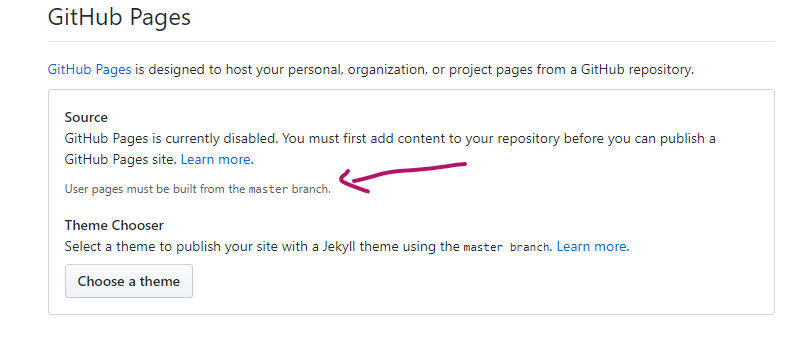 GitHub Pages
GitHub Pages is designed to host your personal, organization, or project pages from a GitHub repository.
Source
GitHub Pages is currently disabled. You must first add content to your repository before you can publish a
GitHub Pages site. Learn more.
User pages must be built from the master branch.
Theme Chooser
Select a theme to publish your site with a Jekyll theme using the master branch. Learn more.
Choose a theme